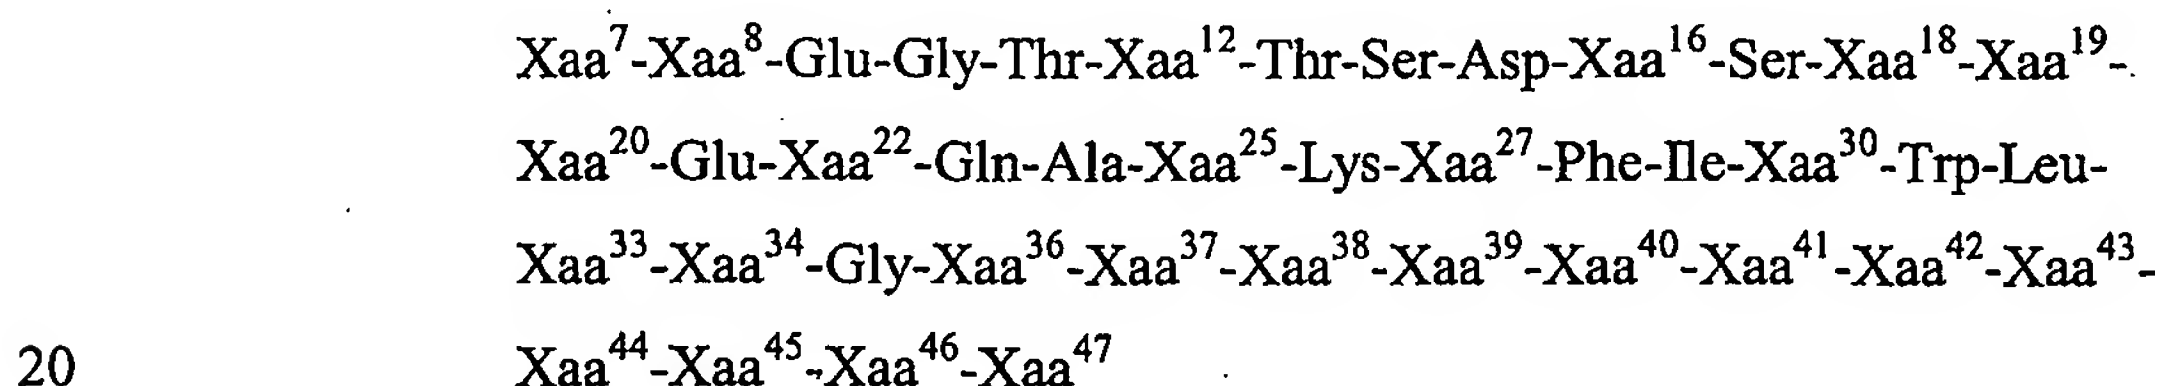 Xaa⁷-Xaa⁸-Glu-Gly-Thr-Xaa¹²-Thr-Ser-Asp-Xaa¹⁶-Ser-Xaa¹⁸-Xaa¹⁹-
Xaa²⁰-Glu-Xaa²²-Gln-Ala-Xaa²⁵-Lys-Xaa²⁷-Phe-Ile-Xaa³⁰-Trp-Leu-
Xaa³³-Xaa³⁴-Gly-Xaa³⁶-Xaa³⁷-Xaa³⁸-Xaa³⁹-Xaa⁴⁰-Xaa⁴¹-Xaa⁴²-Xaa⁴³-
20 Xaa⁴⁴-Xaa⁴⁵-Xaa⁴⁶-Xaa⁴⁷